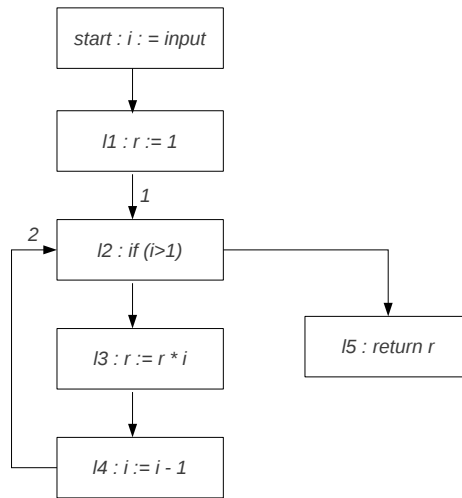 start : i : = input
l1 : r := 1
1
2
l2 : if (i>1)
l3 : r := r * i
l5 : return r
l4 : i := i - 1